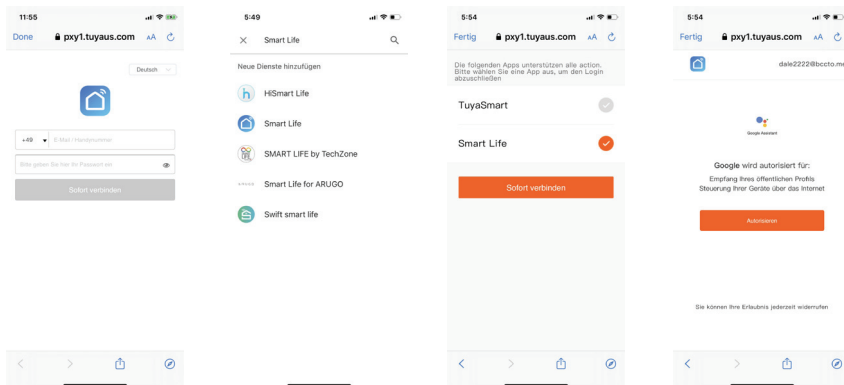 11:55
Done pxy1.tuyaus.com AA
Deutsch
+49 E-Mail / Handynummer
Bitte geben Sie hier Ihr Passwort ein
Sofort verbinden
5:49
Smart Life
Neue Dienste hinzufügen
HiSmart Life
Smart Life
SMART LIFE by TechZone
Smart Life for ARUGO
Swift smart life
5:54
Fertig pxy1.tuyaus.com AA
Die folgenden Apps unterstützen alle action.
Bitte wählen Sie eine App aus, um den Login
abzuschließen
TuyaSmart
Smart Life
Sofort verbinden
5:54
Fertig pxy1.tuyaus.com AA
dale2222@bccto.me
Google Assistant
Google wird autorisiert für:
Empfang Ihres öffentlichen Profils
Steuerung Ihrer Geräte über das Internet
Autorisieren
Sie können Ihre Erlaubnis jederzeit widerrufen